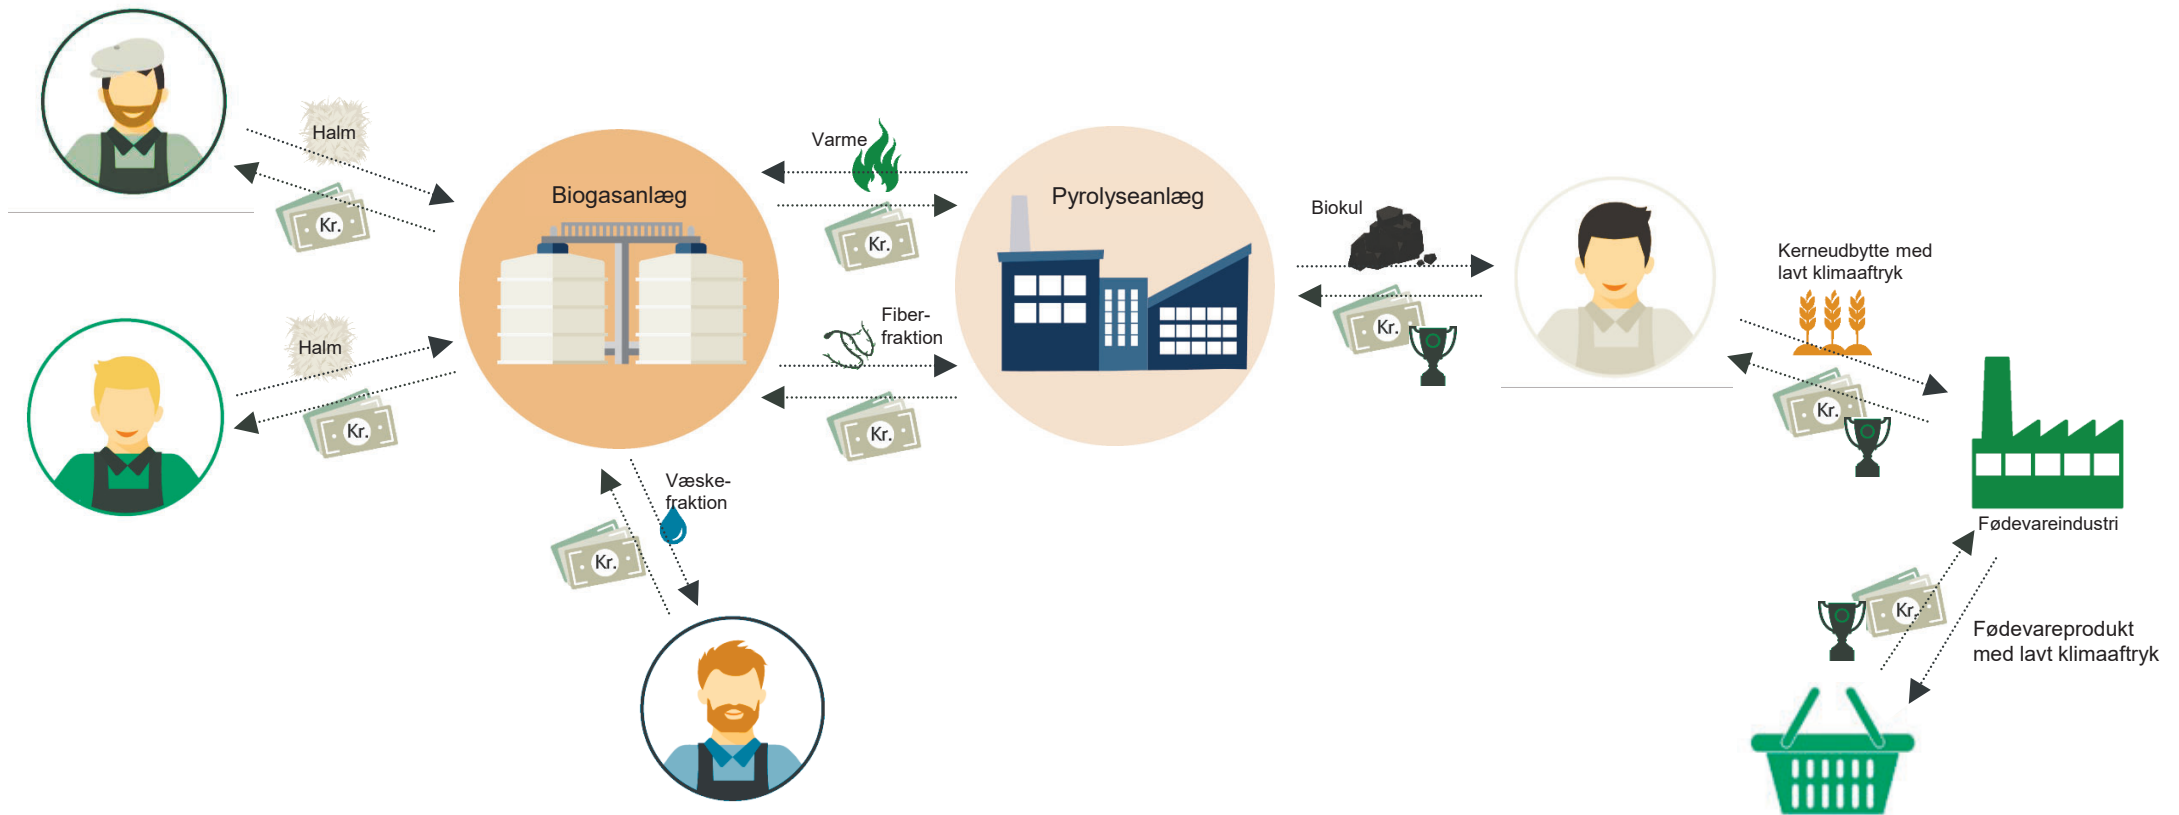 Halm
Kr.
Halm
Kr.
Biogasanlæg
Varme
Kr.
Fiber-
fraktion
Kr.
Væske-
fraktion
Kr.
Pyrolyseanlæg
Biokul
Kr.
Kerneudbytte med
lavt klimaaftryk
Kr.
Fødevareindustri
Kr.
Fødevareprodukt
med lavt klimaaftryk